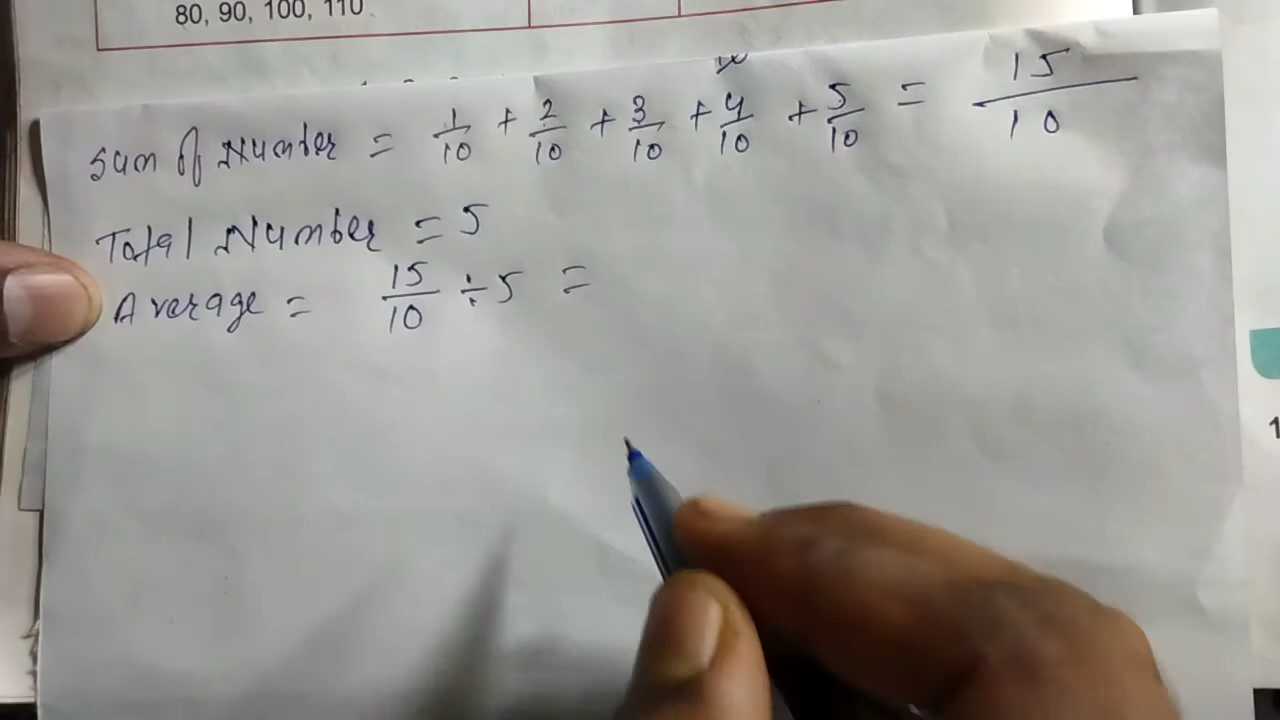 80, 90, 100, 110
Sum of Number = 1/10 + 2/10 + 3/10 + 4/10 + 5/10 = 15/10
Total Number = 5
Average = 15/10 ÷ 5 =
1